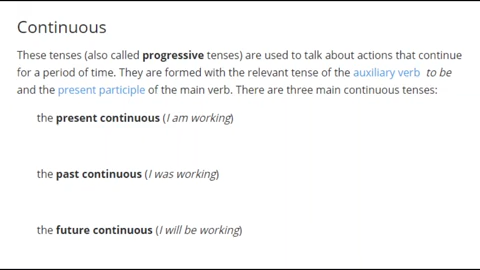 Continuous
These tenses (also called progressive tenses) are used to talk about actions that continue
for a period of time. They are formed with the relevant tense of the auxiliary verb to be
and the present participle of the main verb. There are three main continuous tenses:
the present continuous (I am working)
the past continuous (I was working)
the future continuous (I will be working)